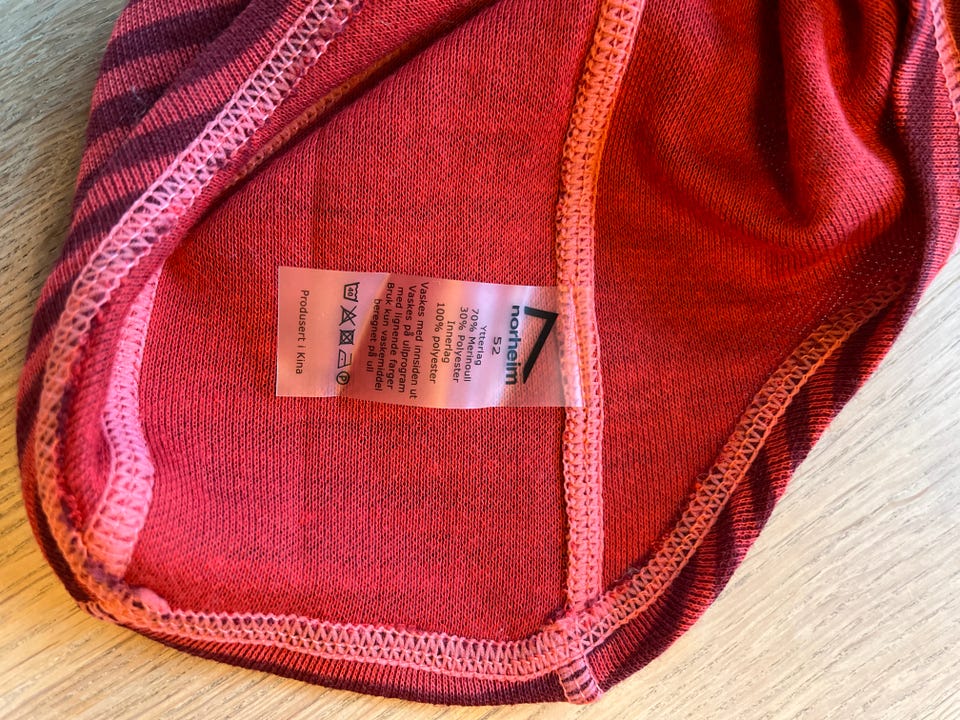 norheim
52
Ytterlag
70% Merinoull
30% Polyester
Innerlag
100% polyester
Vaskes med innsiden ut
Vaskes på ullprogram
med lignende farger
Bruk kun vaskemiddel
beregnet på ull
40 P
Produsert i Kina